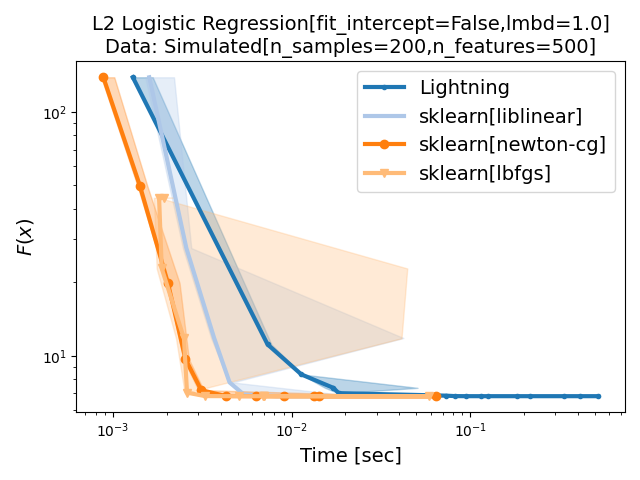 L2 Logistic Regression[fit_intercept=False,lmbd=1.0]
Data: Simulated[n_samples=200,n_features=500]
Lightning
sklearn[liblinear]
sklearn[newton-cg]
sklearn[lbfgs]
F(x)
10²
10¹
10⁻³
10⁻²
10⁻¹
Time [sec]